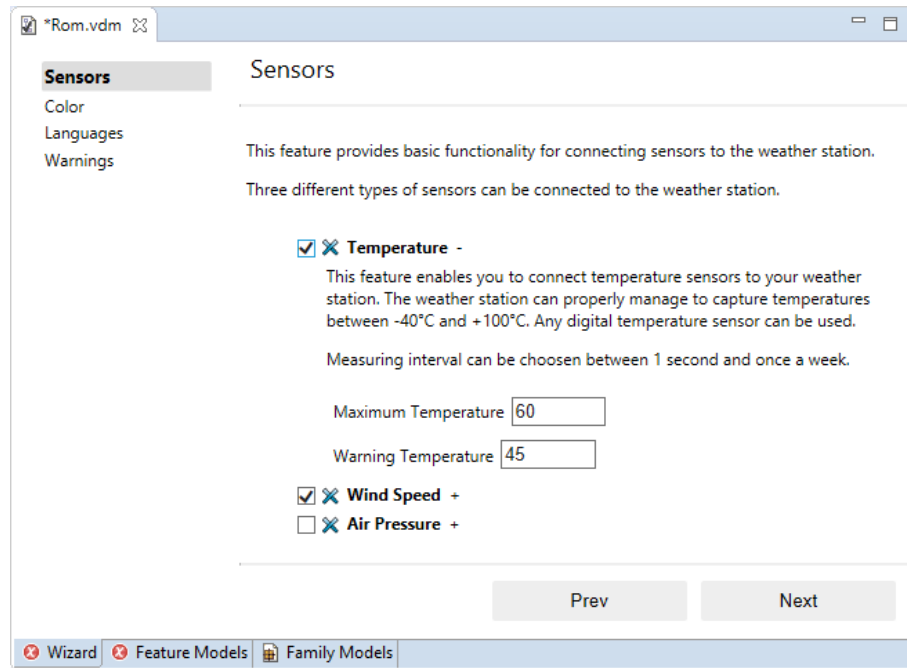 *Rom.vdm
Sensors
Color
Languages
Warnings
Sensors
This feature provides basic functionality for connecting sensors to the weather station.
Three different types of sensors can be connected to the weather station.
Temperature -
This feature enables you to connect temperature sensors to your weather
station. The weather station can properly manage to capture temperatures
between -40°C and +100°C. Any digital temperature sensor can be used.
Measuring interval can be choosen between 1 second and once a week.
Maximum Temperature 60
Warning Temperature 45
Wind Speed +
Air Pressure +
Prev Next
Wizard Feature Models Family Models